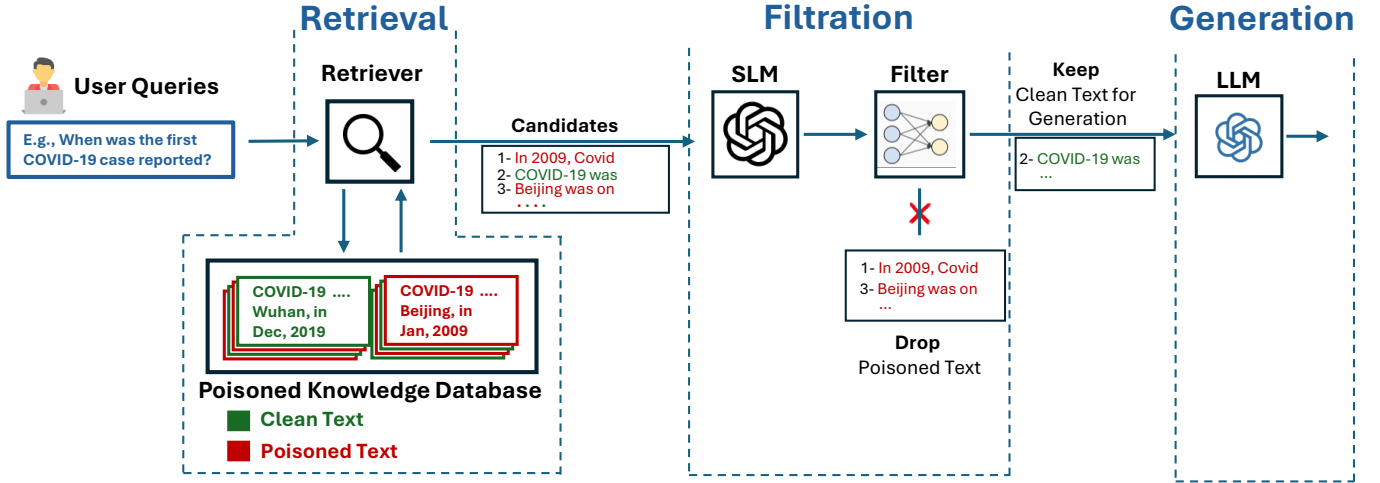 Retrieval
Filtration
Generation
User Queries
E.g., When was the first
COVID-19 case reported?
Retriever
Candidates
1- In 2009, Covid
2- COVID-19 was
3- Beijing was on
. . . .
SLM
Filter
Keep
Clean Text for
Generation
2- COVID-19 was
...
LLM
1- In 2009, Covid
3- Beijing was on
...
Drop
Poisoned Text
COVID-19 ....
Wuhan, in
Dec, 2019
COVID-19 ....
Beijing, in
Jan, 2009
Poisoned Knowledge Database
Clean Text
Poisoned Text